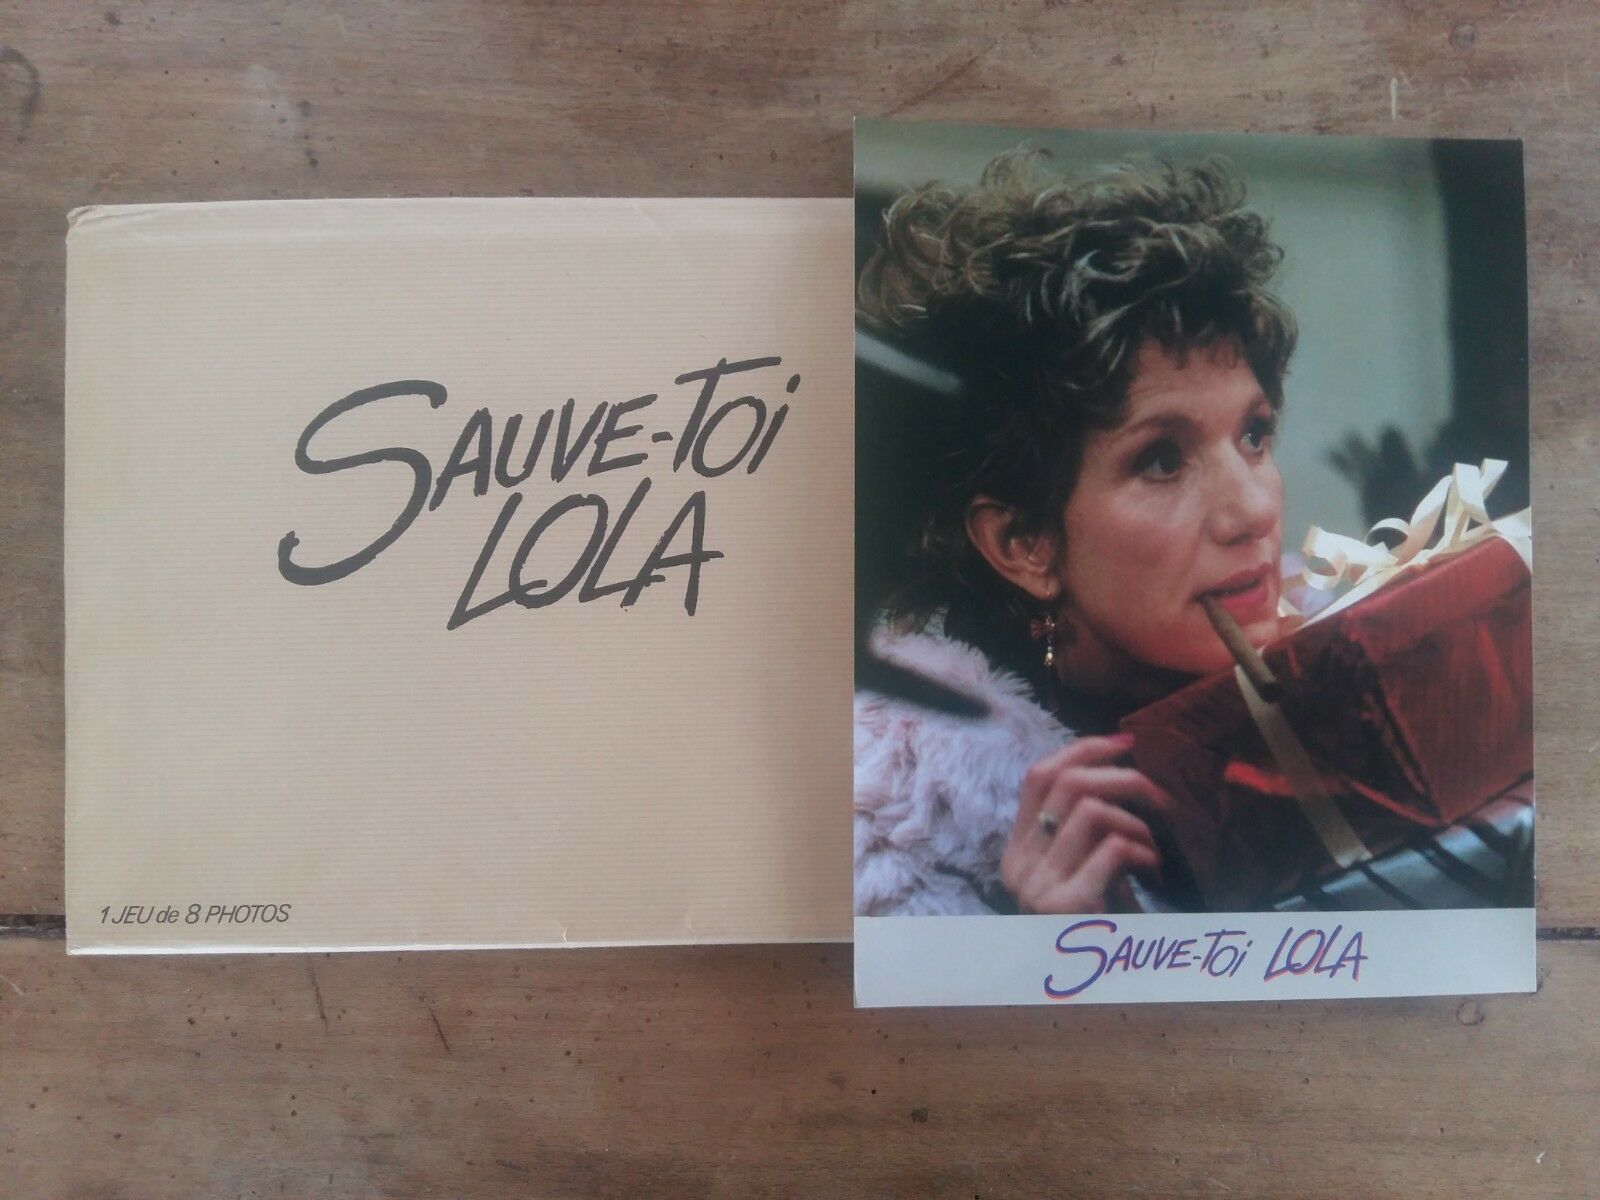 SAUVE-Toi
LOLA
1 JEU de 8 PHOTOS
SAUVE-Toi LOLA